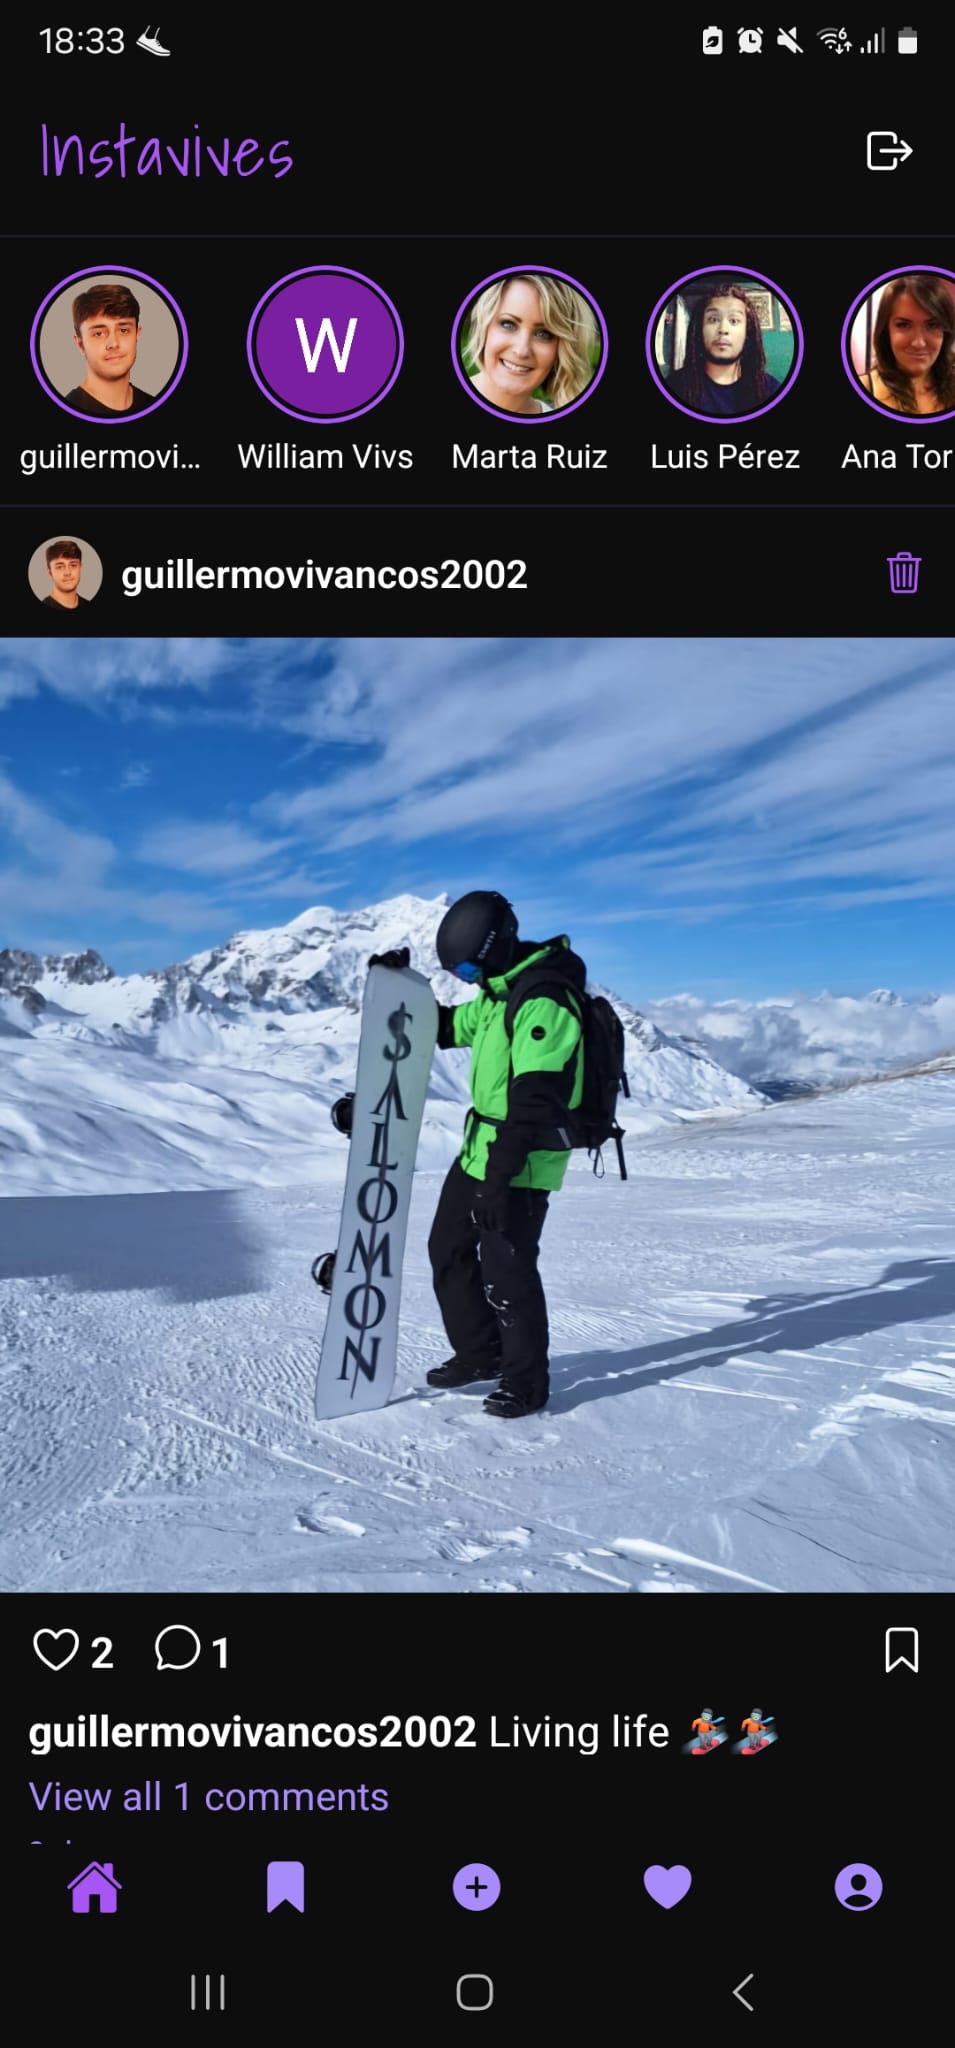 18:33
Instavives
W
guillermovi...
William Vivs
Marta Ruiz
Luis Pérez
Ana Tor
guillermovivancos2002
SMITH
SALOMON
2
1
guillermovivancos2002 Living life 🏂🏂
View all 1 comments